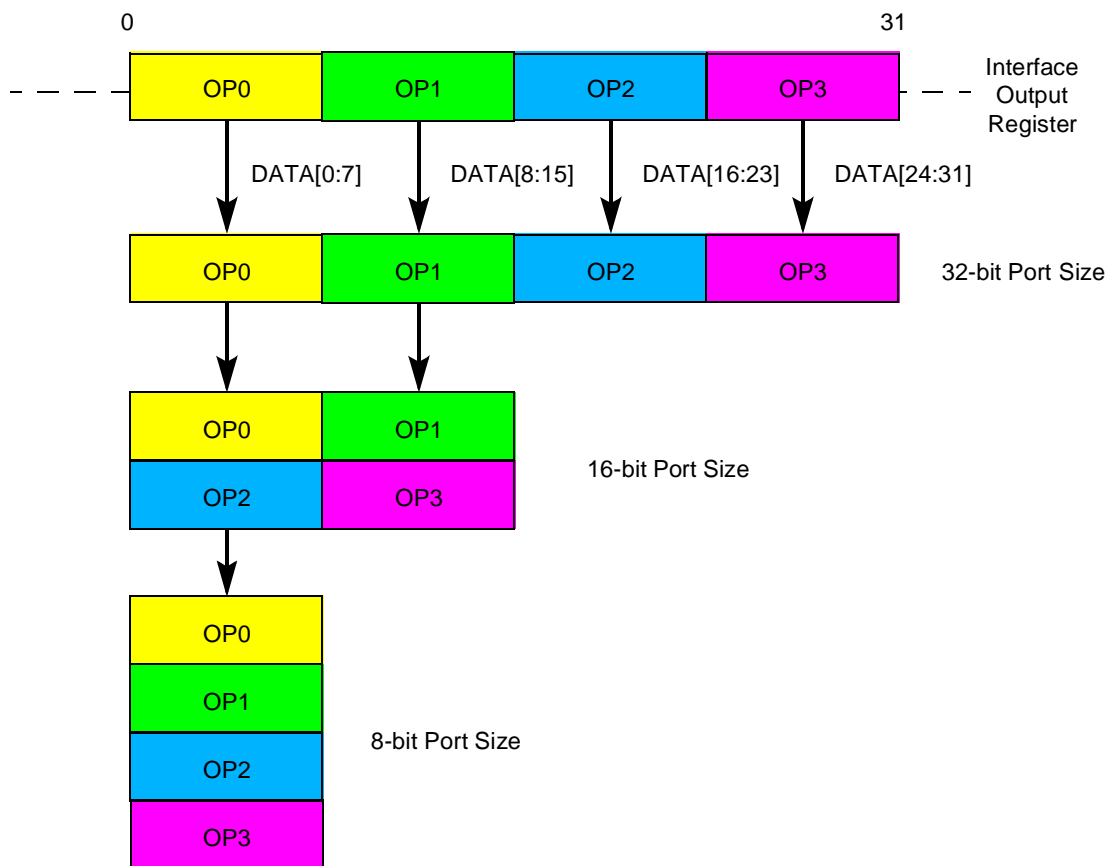 0 31
OP0 OP1 OP2 OP3
Interface
Output
Register
DATA[0:7] DATA[8:15] DATA[16:23] DATA[24:31]
OP0 OP1 OP2 OP3 32-bit Port Size
OP0 OP1
16-bit Port Size
OP2 OP3
OP0
OP1
8-bit Port Size
OP2
OP3